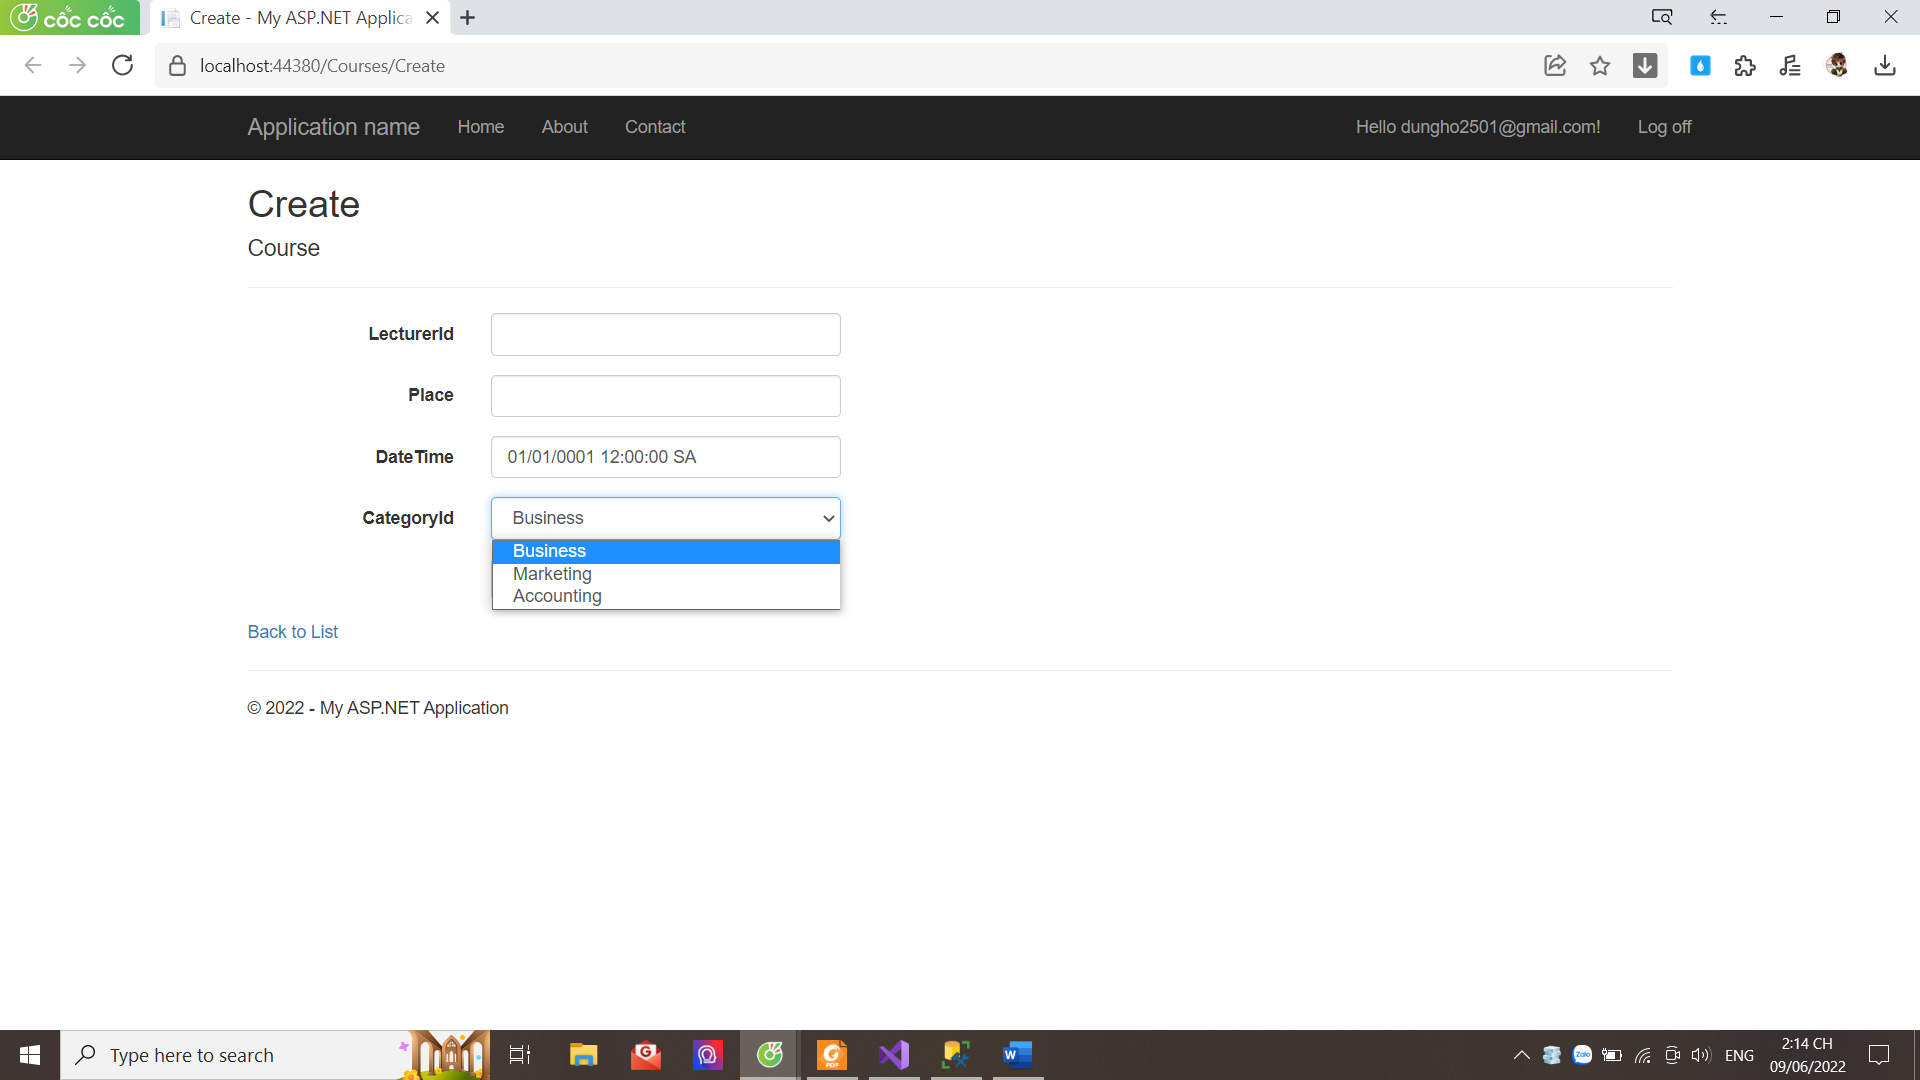 cốc cốc
Create - My ASP.NET Applica
localhost:44380/Courses/Create
Application name Home About Contact Hello dungho2501@gmail.com! Log off
Create
Course
LecturerId
Place
DateTime 01/01/0001 12:00:00 SA
CategoryId Business
Business
Marketing
Accounting
Back to List
© 2022 - My ASP.NET Application
Type here to search
G
PDF
W
Zalo
ENG
2:14 CH
09/06/2022